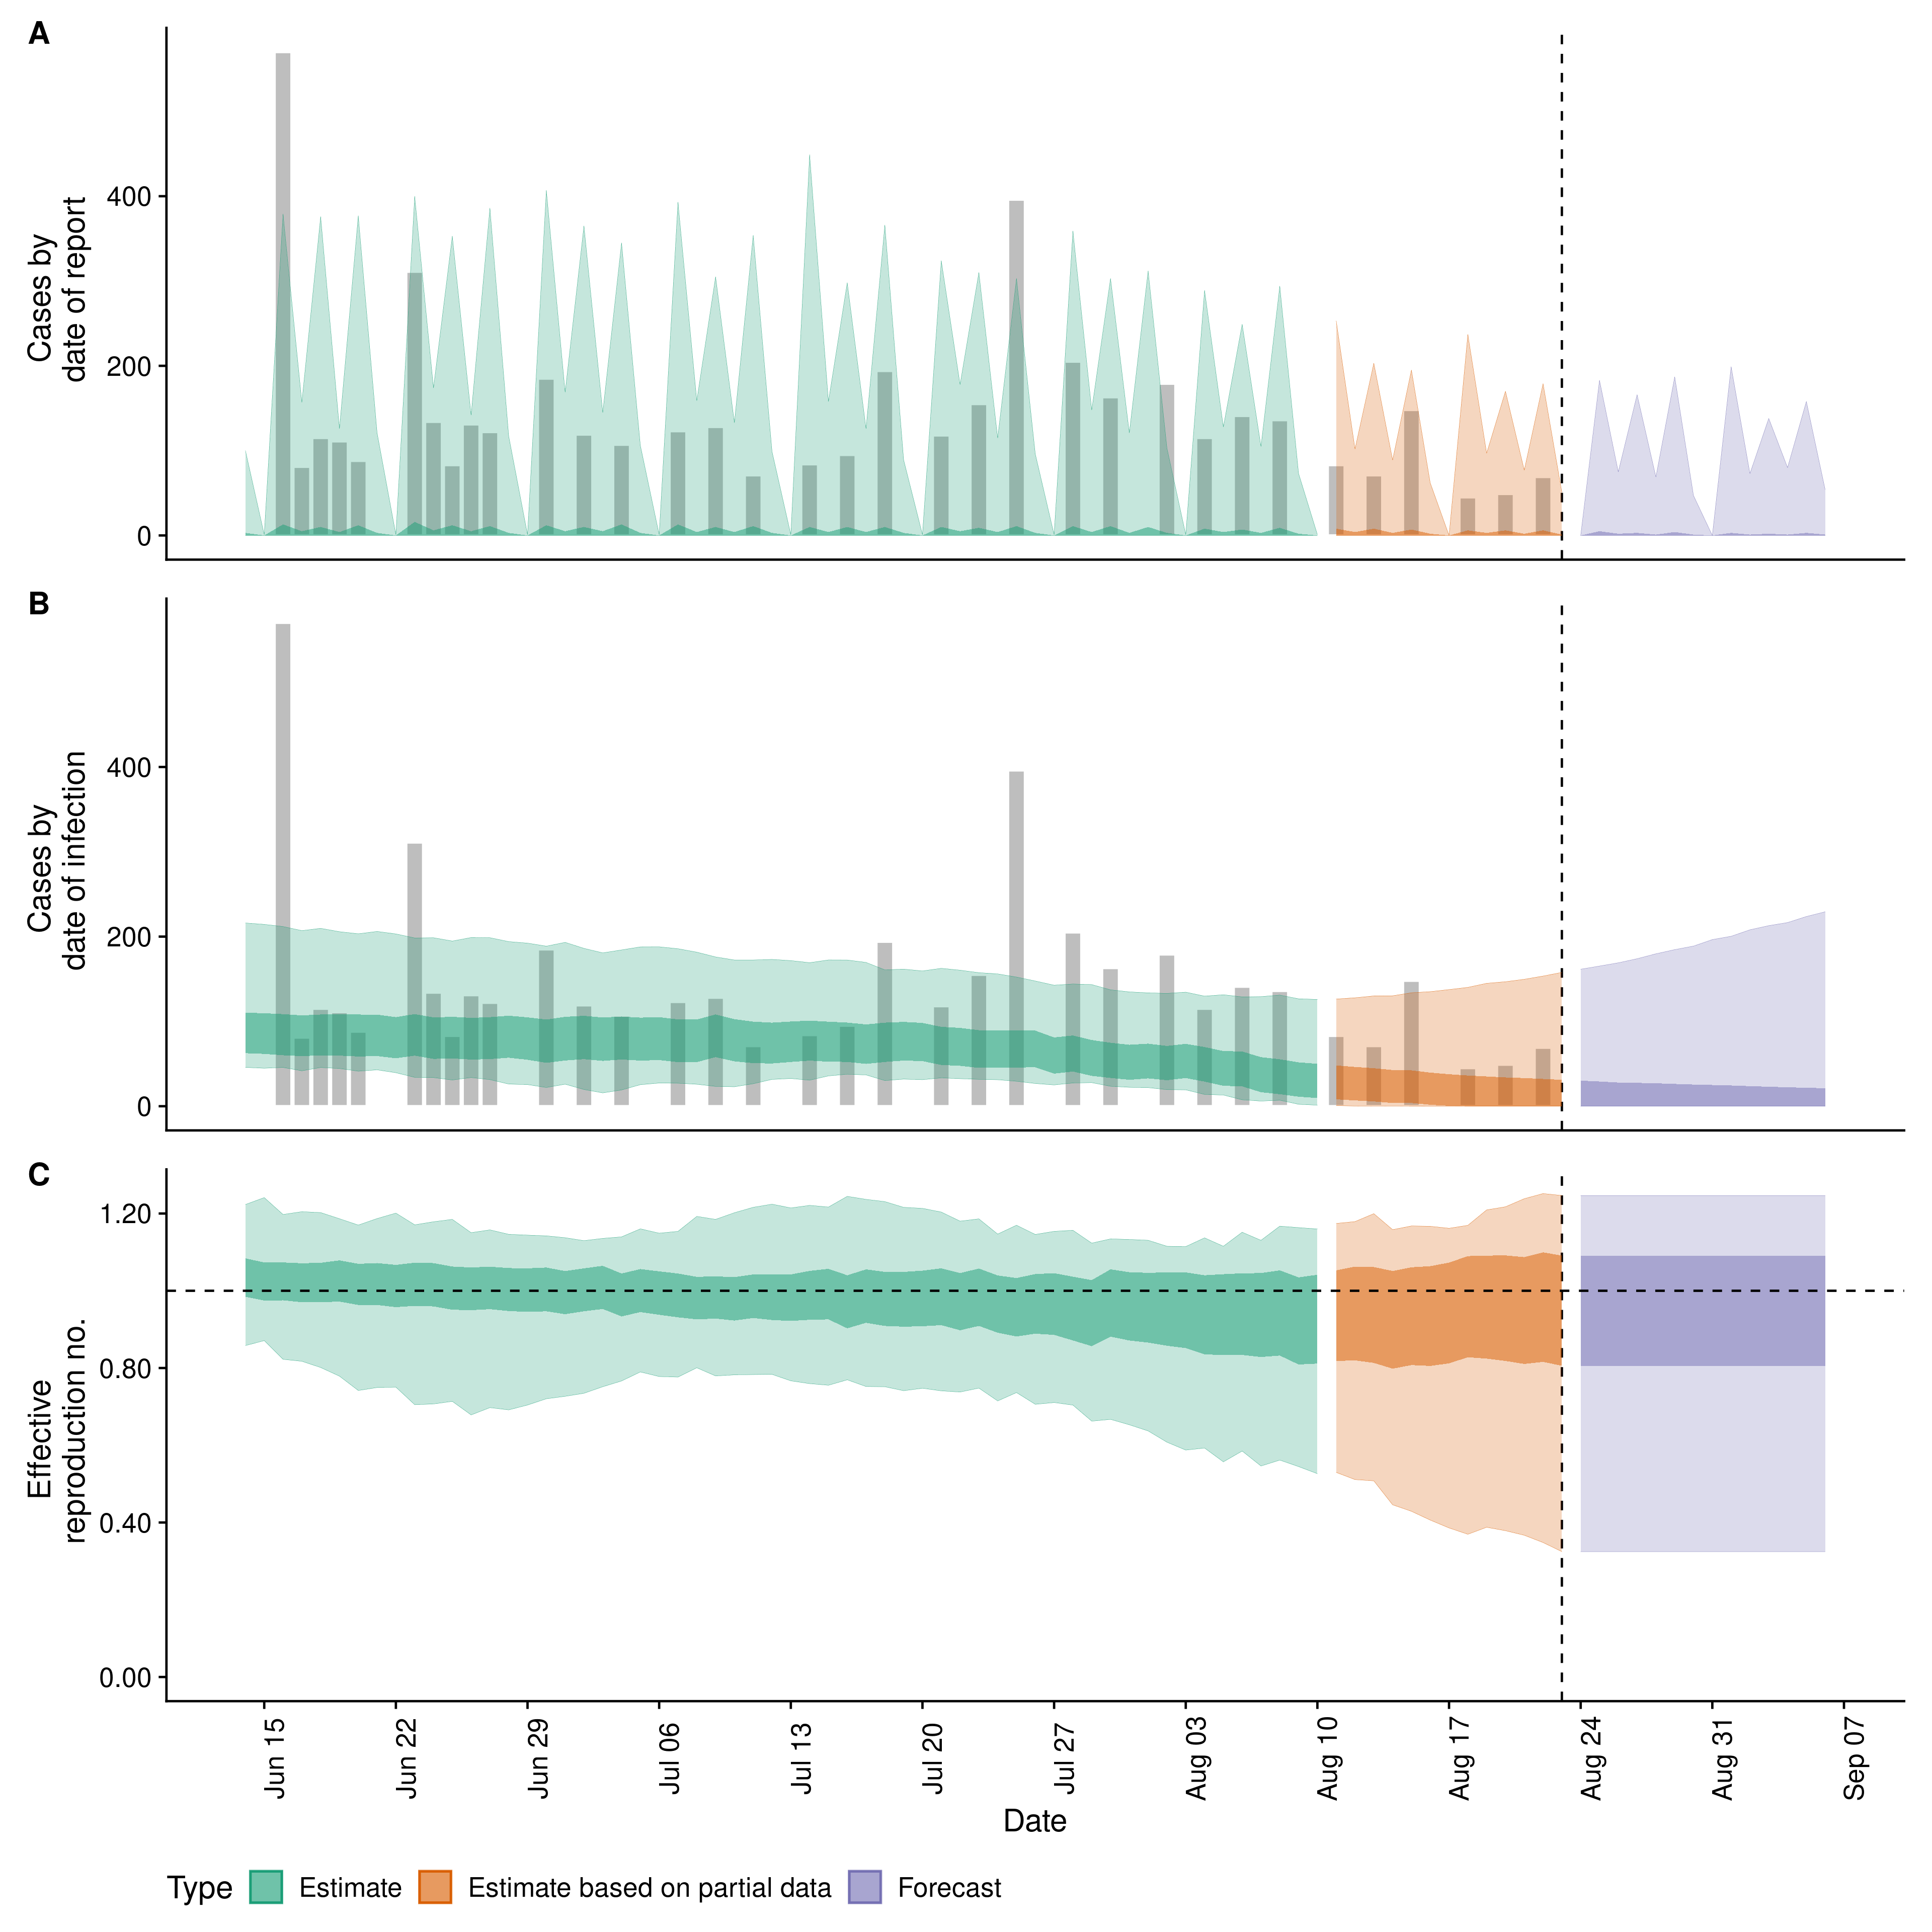 A
Cases by
date of report
400
200
0
B
Cases by
date of infection
400
200
0
C
Effective
reproduction no.
1.20
0.80
0.40
0.00
Jun 15
Jun 22
Jun 29
Jul 06
Jul 13
Jul 20
Jul 27
Aug 03
Aug 10
Aug 17
Aug 24
Aug 31
Sep 07
Date
Type
Estimate
Estimate based on partial data
Forecast